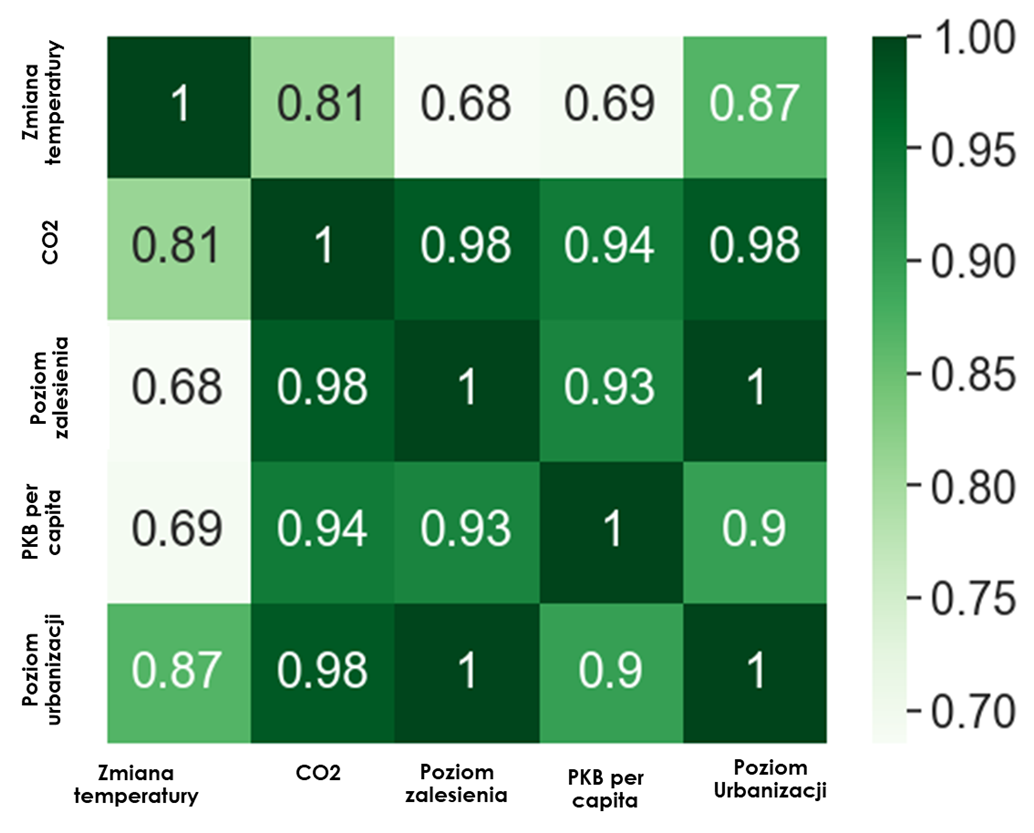 Zmiana
temperatury
1 0.81 0.68 0.69 0.87
CO2
0.81 1 0.98 0.94 0.98
Poziom
zalesienia
0.68 0.98 1 0.93 1
PKB per
capita
0.69 0.94 0.93 1 0.9
Poziom
urbanizacji
0.87 0.98 1 0.9 1
Zmiana
temperatury
CO2
Poziom
zalesienia
PKB per
capita
Poziom
Urbanizacji
1.00
0.95
0.90
0.85
0.80
0.75
0.70